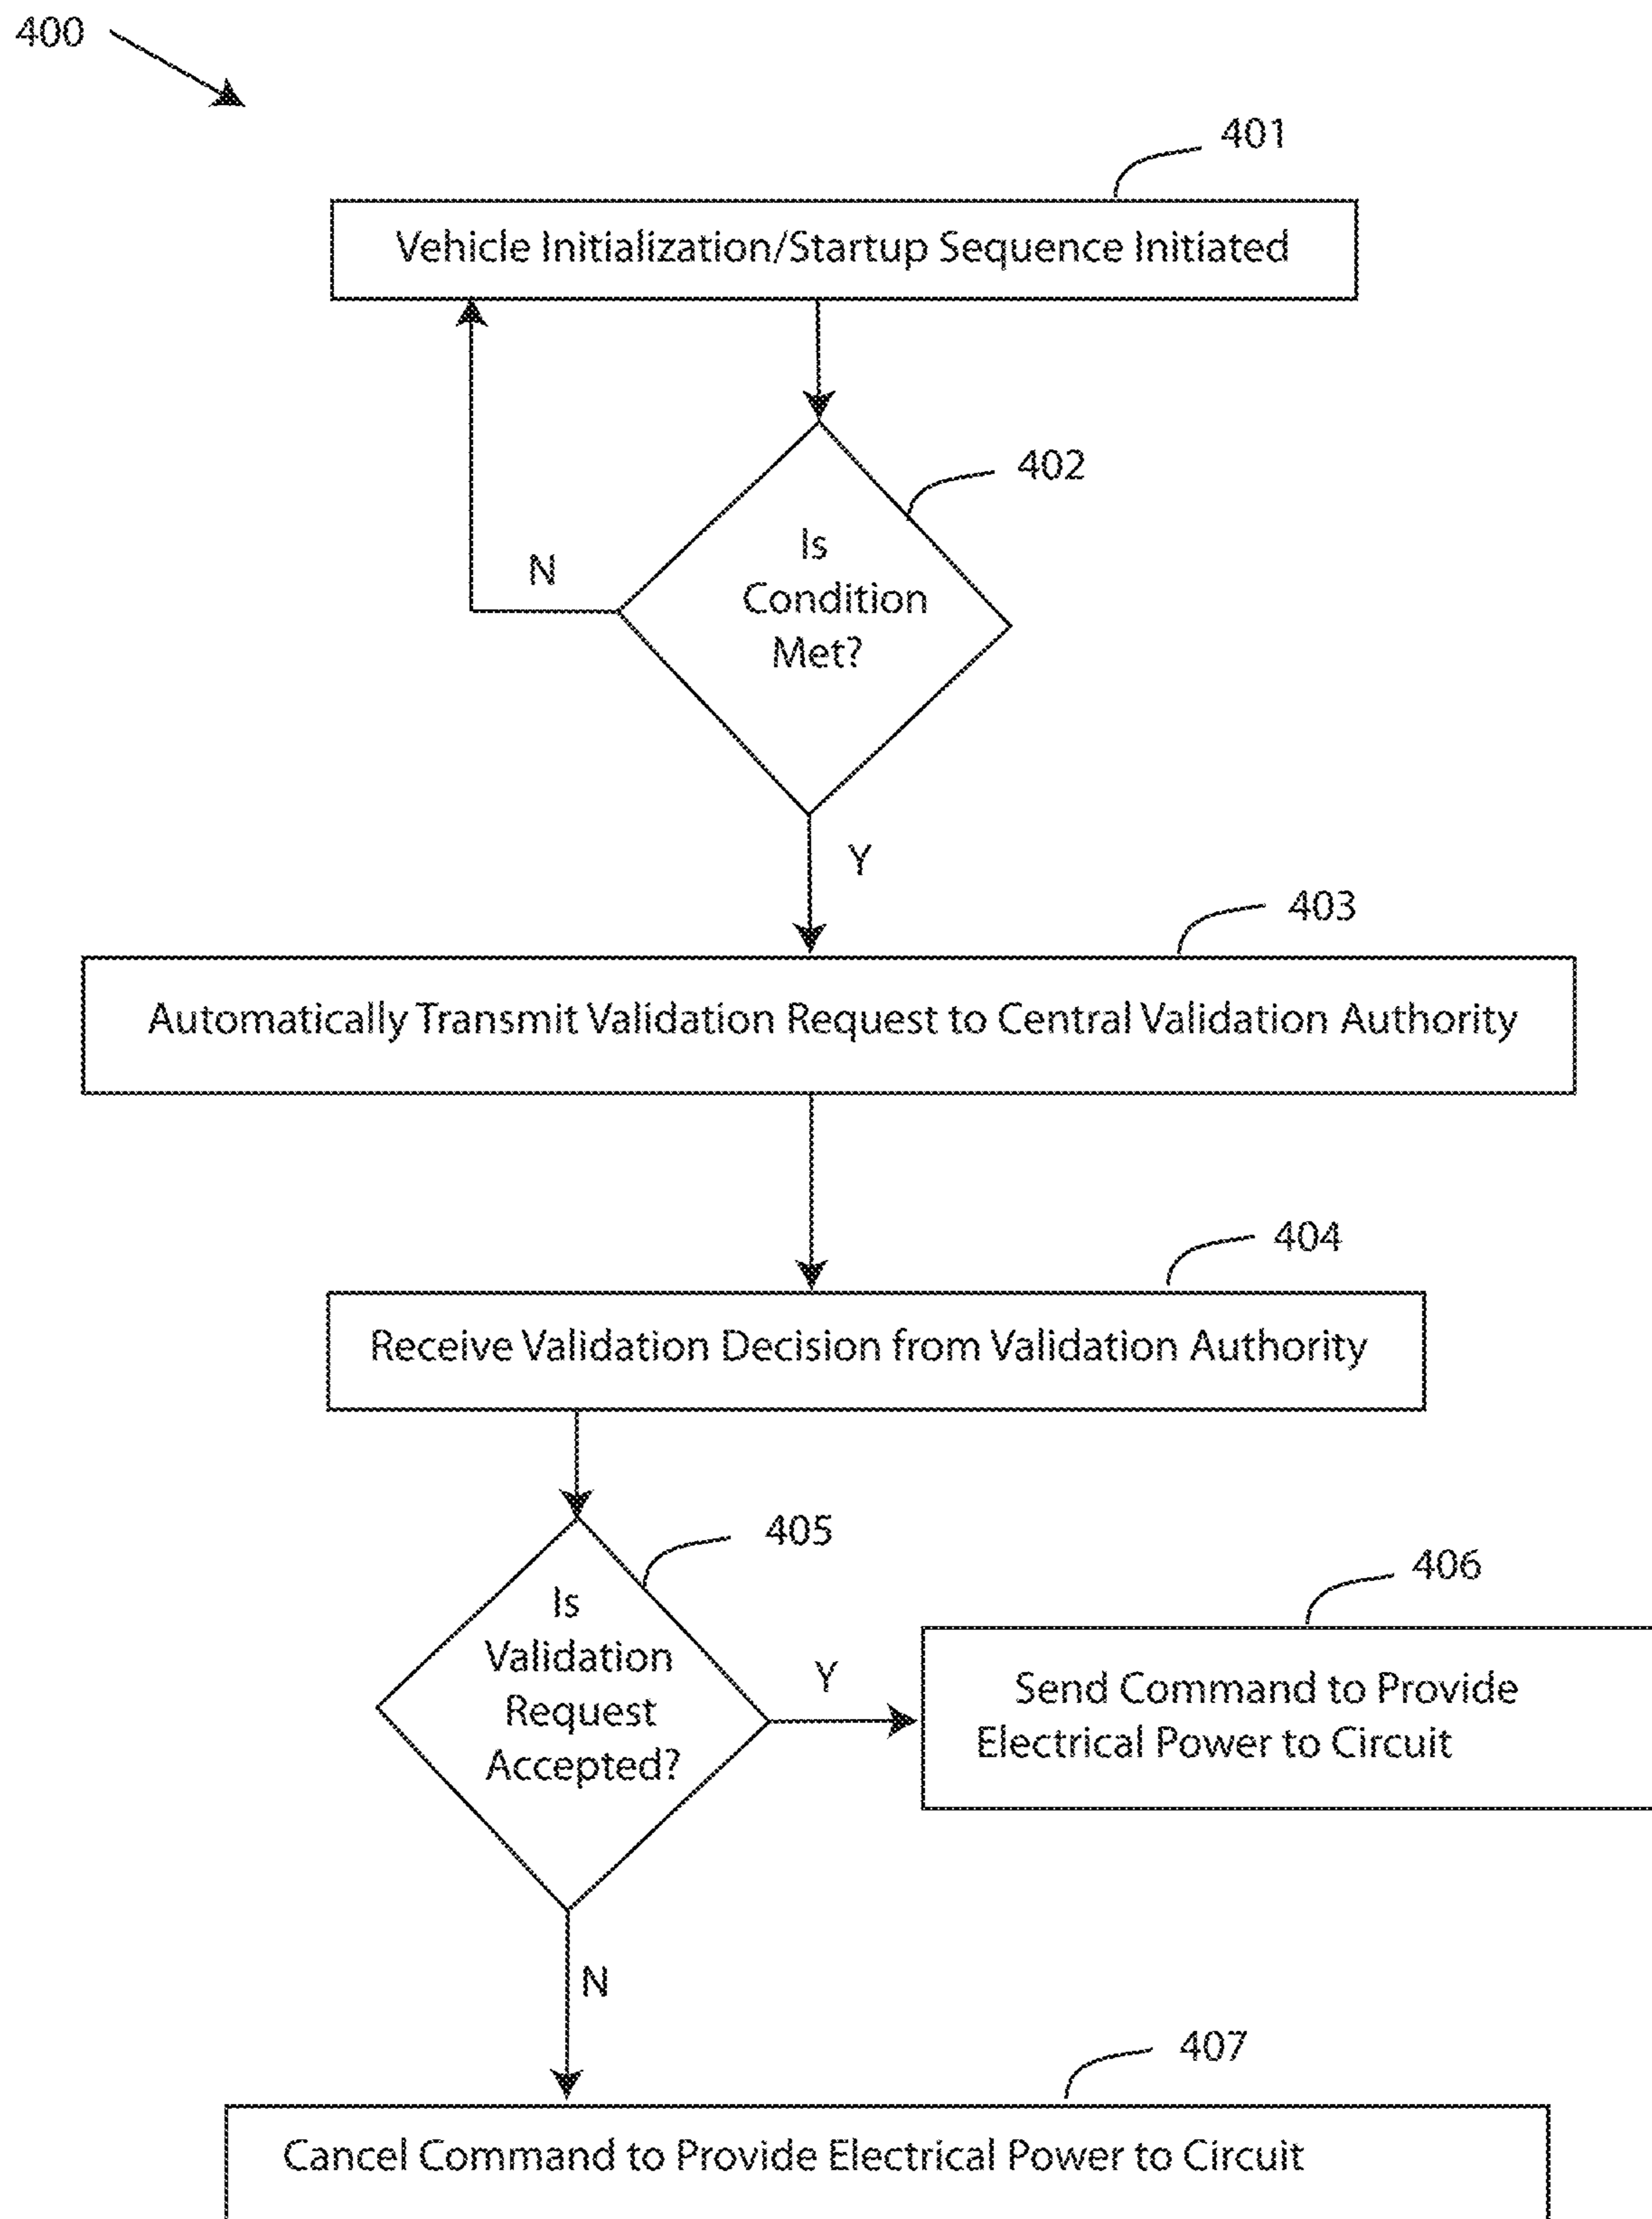 400
401
Vehicle Initialization/Startup Sequence Initiated
402
Is
Condition
Met?
N
Y
403
Automatically Transmit Validation Request to Central Validation Authority
404
Receive Validation Decision from Validation Authority
405
Is
Validation
Request
Accepted?
Y
406
Send Command to Provide
Electrical Power to Circuit
N
407
Cancel Command to Provide Electrical Power to Circuit